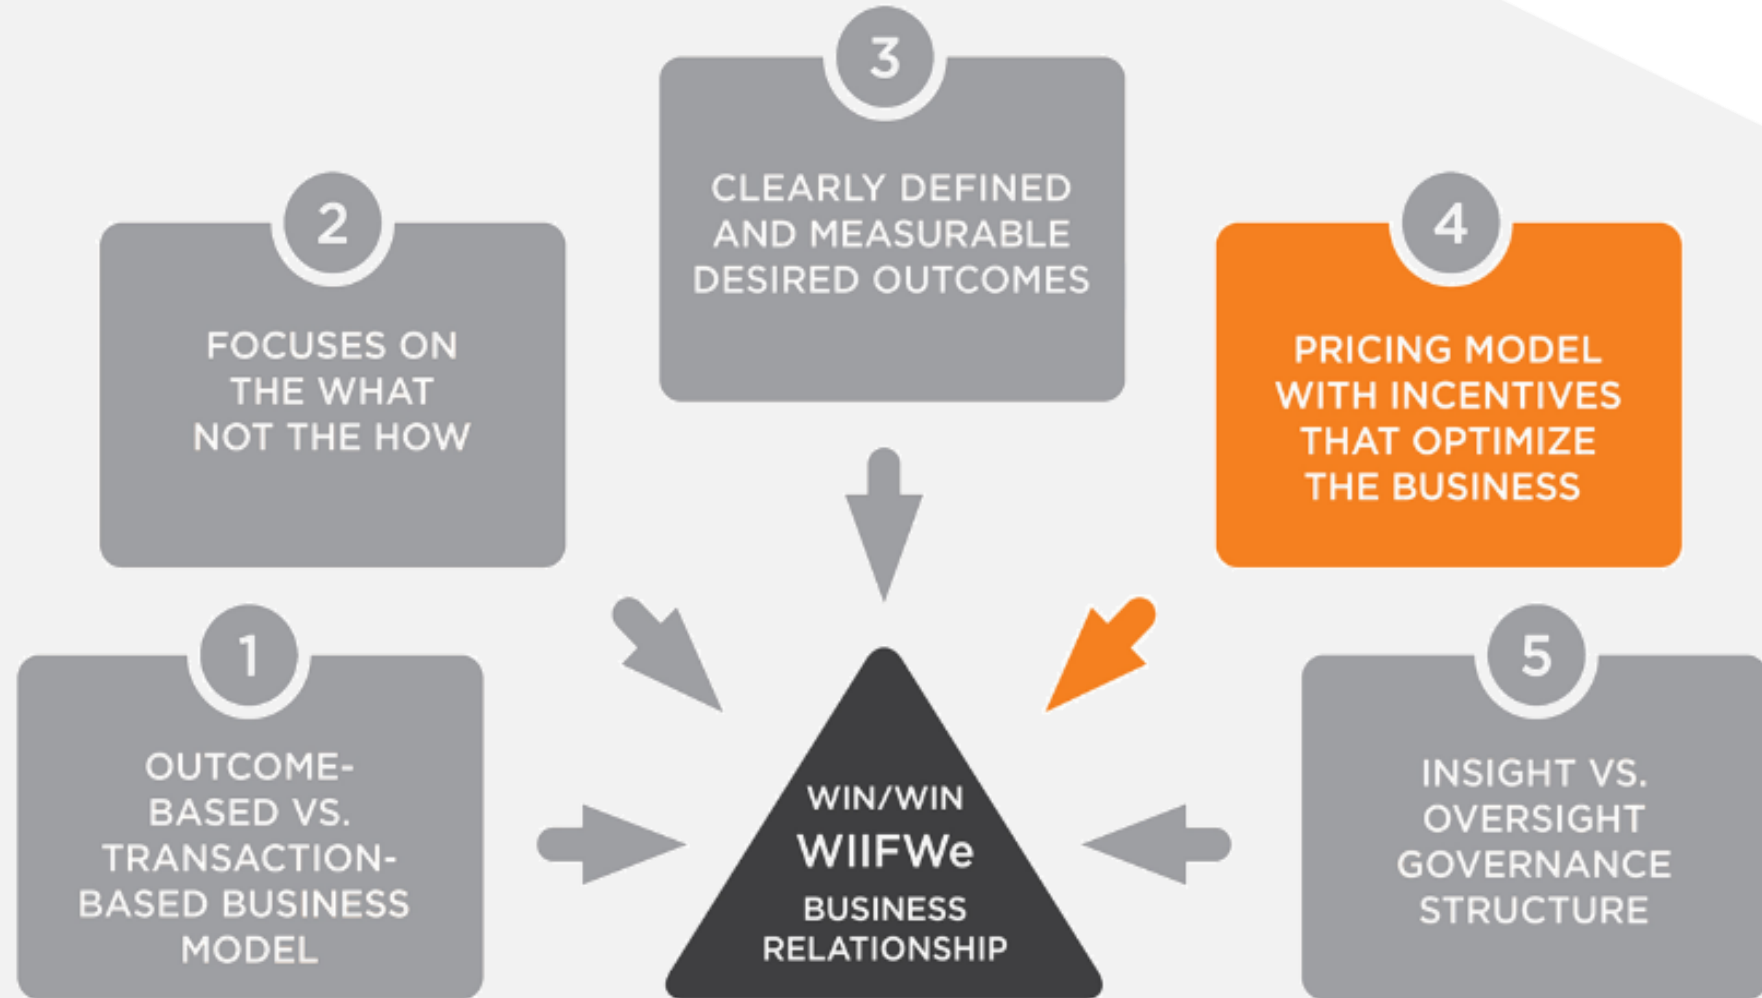 1
OUTCOME-
BASED VS.
TRANSACTION-
BASED BUSINESS
MODEL
2
FOCUSES ON
THE WHAT
NOT THE HOW
3
CLEARLY DEFINED
AND MEASURABLE
DESIRED OUTCOMES
4
PRICING MODEL
WITH INCENTIVES
THAT OPTIMIZE
THE BUSINESS
5
INSIGHT VS.
OVERSIGHT
GOVERNANCE
STRUCTURE
WIN/WIN
WIIFWe
BUSINESS
RELATIONSHIP